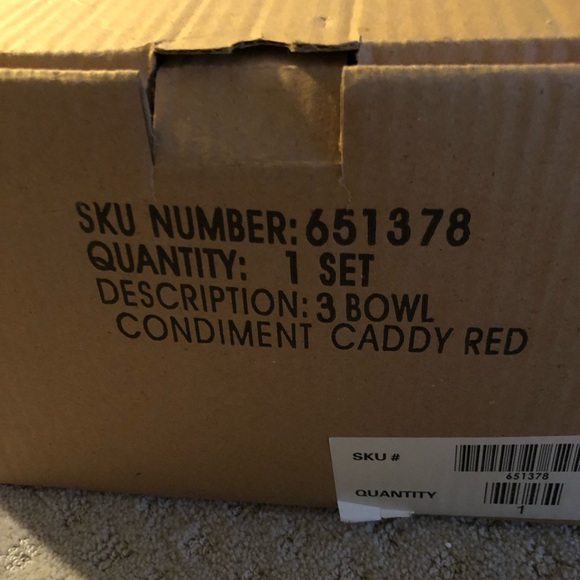 SKU NUMBER: 651378
QUANTITY: 1 SET
DESCRIPTION: 3 BOWL
CONDIMENT CADDY RED
SKU #
651378
QUANTITY
1